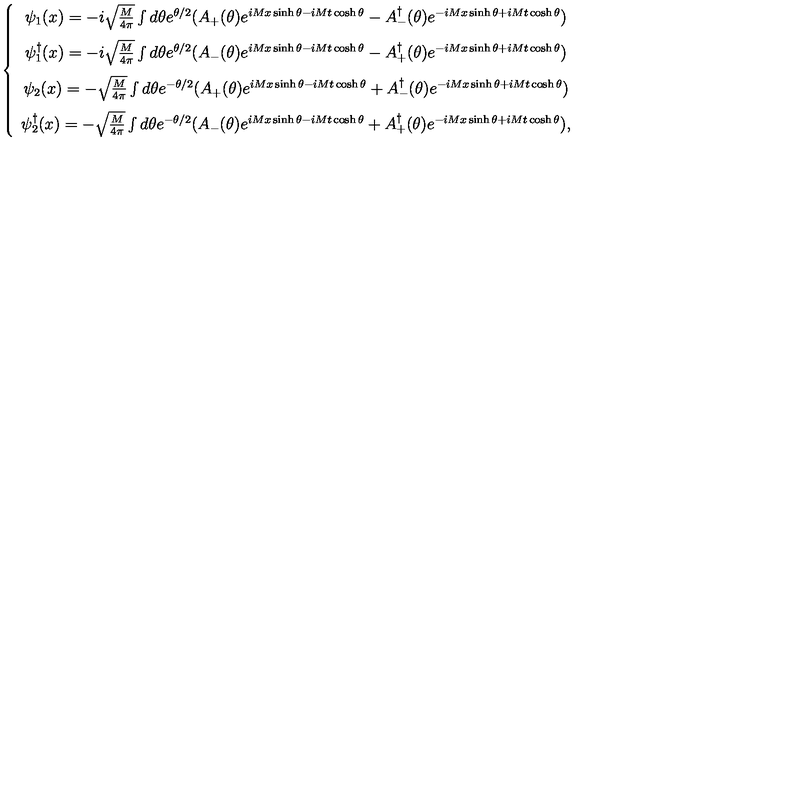 \left\{ \begin{array}{c} \psi_1(x) = -i\sqrt{\frac{M}{4\pi}} \int d\theta e^{\theta/2} (A_+(\theta) e^{iMx\sinh\theta - iMt\cosh\theta} - A_-^\dagger(\theta) e^{-iMx\sinh\theta + iMt\cosh\theta}) \\
\psi_1^\dagger(x) = -i\sqrt{\frac{M}{4\pi}} \int d\theta e^{\theta/2} (A_-(\theta) e^{iMx\sinh\theta - iMt\cosh\theta} - A_+^\dagger(\theta) e^{-iMx\sinh\theta + iMt\cosh\theta}) \\
\psi_2(x) = -\sqrt{\frac{M}{4\pi}} \int d\theta e^{-\theta/2} (A_+(\theta) e^{iMx\sinh\theta - iMt\cosh\theta} + A_-^\dagger(\theta) e^{-iMx\sinh\theta + iMt\cosh\theta}) \\
\psi_2^\dagger(x) = -\sqrt{\frac{M}{4\pi}} \int d\theta e^{-\theta/2} (A_-(\theta) e^{iMx\sinh\theta - iMt\cosh\theta} + A_+^\dagger(\theta) e^{-iMx\sinh\theta + iMt\cosh\theta}), \end{array} \right.